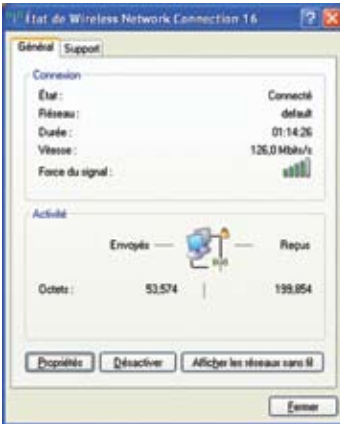 État de Wireless Network Connection 16
Général Support
Connexion
État : Connecté
Réseau : default
Durée : 01:14:26
Vitesse : 126,0 Mbits/s
Force du signal :
Activité
Envoyés — — Reçus
Octets : 53,574 | 199,854
Propriétés Désactiver Afficher les réseaux sans fil
Fermer